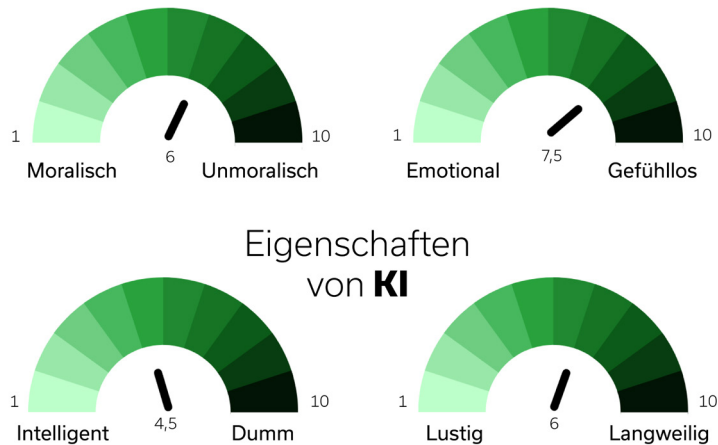 1
10
6
Moralisch
Unmoralisch
1
10
7,5
Emotional
Gefühllos
Eigenschaften
von KI
1
10
4,5
Intelligent
Dumm
1
10
6
Lustig
Langweilig